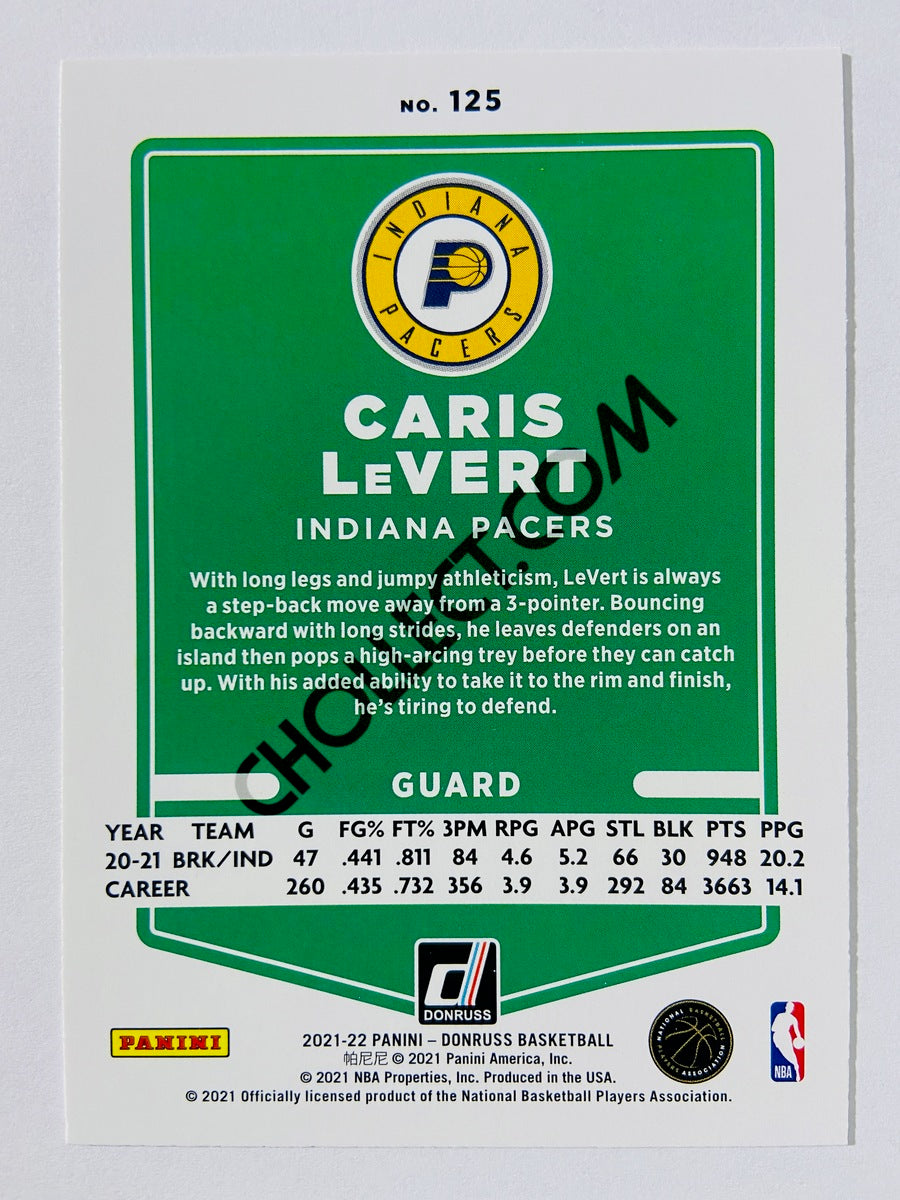 NO. 125
INDIANA
PACERS
CARIS
LEVERT
INDIANA PACERS
With long legs and jumpy athleticism, LeVert is always
a step-back move away from a 3-pointer. Bouncing
backward with long strides, he leaves defenders on an
island then pops a high-arcing trey before they can catch
up. With his added ability to take it to the rim and finish,
he's tiring to defend.
CHOLLECT.COM
GUARD
YEAR TEAM G FG% FT% 3PM RPG APG STL BLK PTS PPG
20-21 BRK/IND 47 .441 .811 84 4.6 5.2 66 30 948 20.2
CAREER 260 .435 .732 356 3.9 3.9 292 84 3663 14.1
d
DONRUSS
PANINI
2021-22 PANINI – DONRUSS BASKETBALL
帕尼尼 © 2021 Panini America, Inc.
© 2021 NBA Properties, Inc. Produced in the USA.
© 2021 Officially licensed product of the National Basketball Players Association.
NATIONAL BASKETBALL
PLAYERS ASSOCIATION
NBA